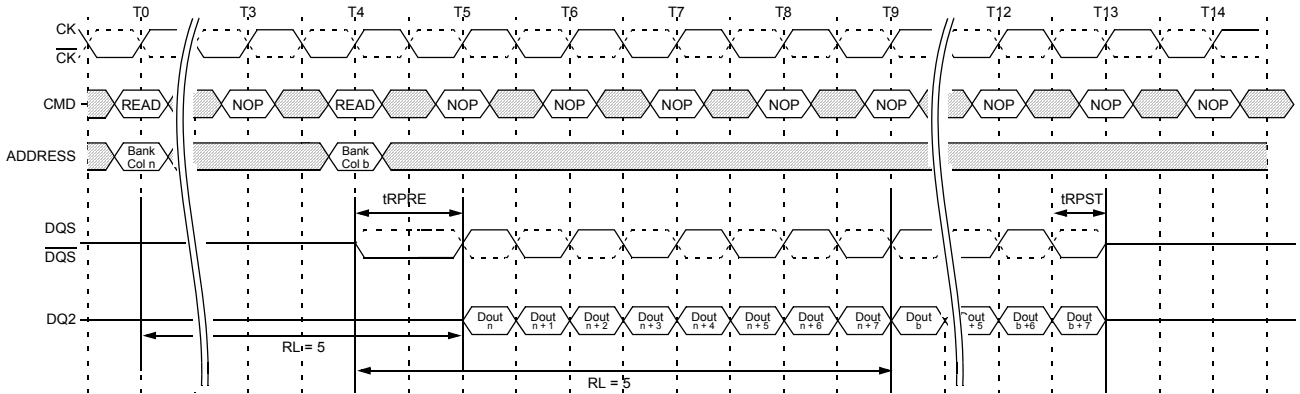 T0 T3 T4 T5 T6 T7 T8 T9 T12 T13 T14
CK
CK
CMD READ NOP READ NOP NOP NOP NOP NOP NOP NOP NOP
ADDRESS Bank Col n Bank Col b
tRPRE tRPST
DQS
DQS
DQ2 Dout n Dout n + 1 Dout n + 2 Dout n + 3 Dout n + 4 Dout n + 5 Dout n + 6 Dout n + 7 Dout b out + 5 Dout b +6 Dout b + 7
RL = 5
RL = 5